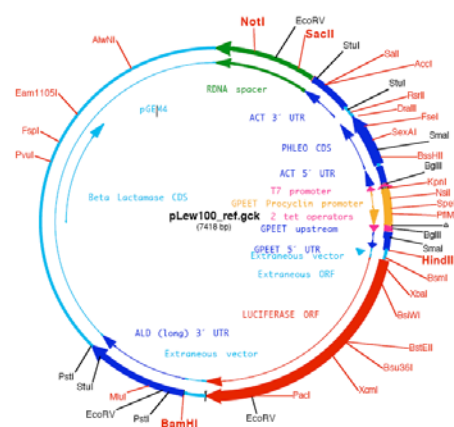 NotI
EcoRV
SacII
StuI
SalI
AccI
StuI
RsrII
DraIII
FseI
SexAI
SmaI
BssHII
BglII
KpnI
NsiI
SpeI
PflM
BglII
SmaI
HindII
BsmI
XbaI
BsiWI
BstEII
Bsu36I
XcmI
PacI
EcoRV
BamHI
PstI
EcoRV
MluI
StuI
PstI
PvuI
FspI
Eam1105I
AlwNI
RDNA spacer
pGEM4
ACT 3' UTR
PHLEO CDS
ACT 5' UTR
T7 promoter
Beta Lactamase CDS
GPEET Procyclin promoter
pLew100_ref.gck
2 tet operators
(7418 bp)
GPEET upstream
GPEET 5' UTR
Extraneous vector
Extraneous ORF
LUCIFERASE ORF
ALD (long) 3' UTR
Extraneous vector